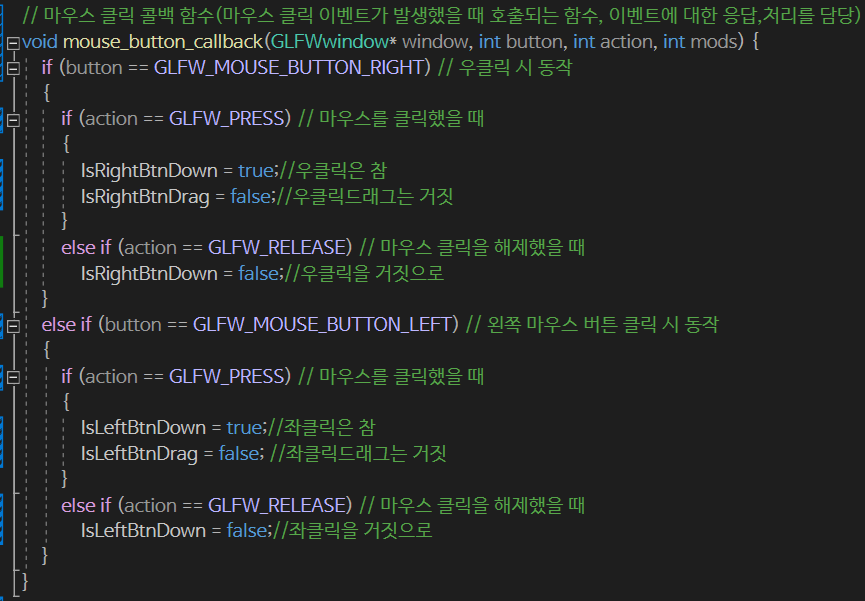 // 마우스 클릭 콜백 함수(마우스 클릭 이벤트가 발생했을 때 호출되는 함수, 이벤트에 대한 응답,처리를 담당)
void mouse_button_callback(GLFWwindow* window, int button, int action, int mods) {
if (button == GLFW_MOUSE_BUTTON_RIGHT) // 우클릭 시 동작
{
if (action == GLFW_PRESS) // 마우스를 클릭했을 때
{
IsRightBtnDown = true;//우클릭은 참
IsRightBtnDrag = false;//우클릭드래그는 거짓
}
else if (action == GLFW_RELEASE) // 마우스 클릭을 해제했을 때
IsRightBtnDown = false;//우클릭을 거짓으로
}
else if (button == GLFW_MOUSE_BUTTON_LEFT) // 왼쪽 마우스 버튼 클릭 시 동작
{
if (action == GLFW_PRESS) // 마우스를 클릭했을 때
{
IsLeftBtnDown = true;//좌클릭은 참
IsLeftBtnDrag = false; //좌클릭드래그는 거짓
}
else if (action == GLFW_RELEASE) // 마우스 클릭을 해제했을 때
IsLeftBtnDown = false;//좌클릭을 거짓으로
}
}